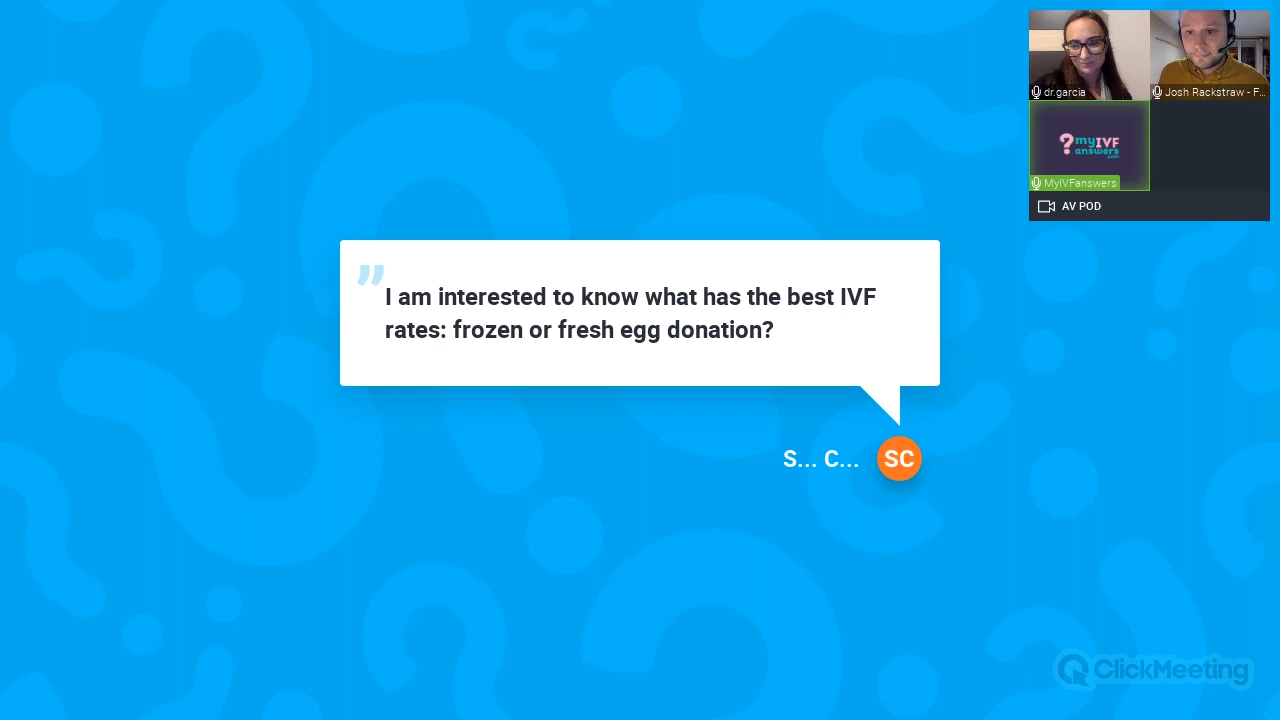 dr.garcia
Josh Rackstraw - F...
?myIVF
answers
.com
MyIVFanswers
AV POD
” I am interested to know what has the best IVF
rates: frozen or fresh egg donation?
S... C... SC
ClickMeeting